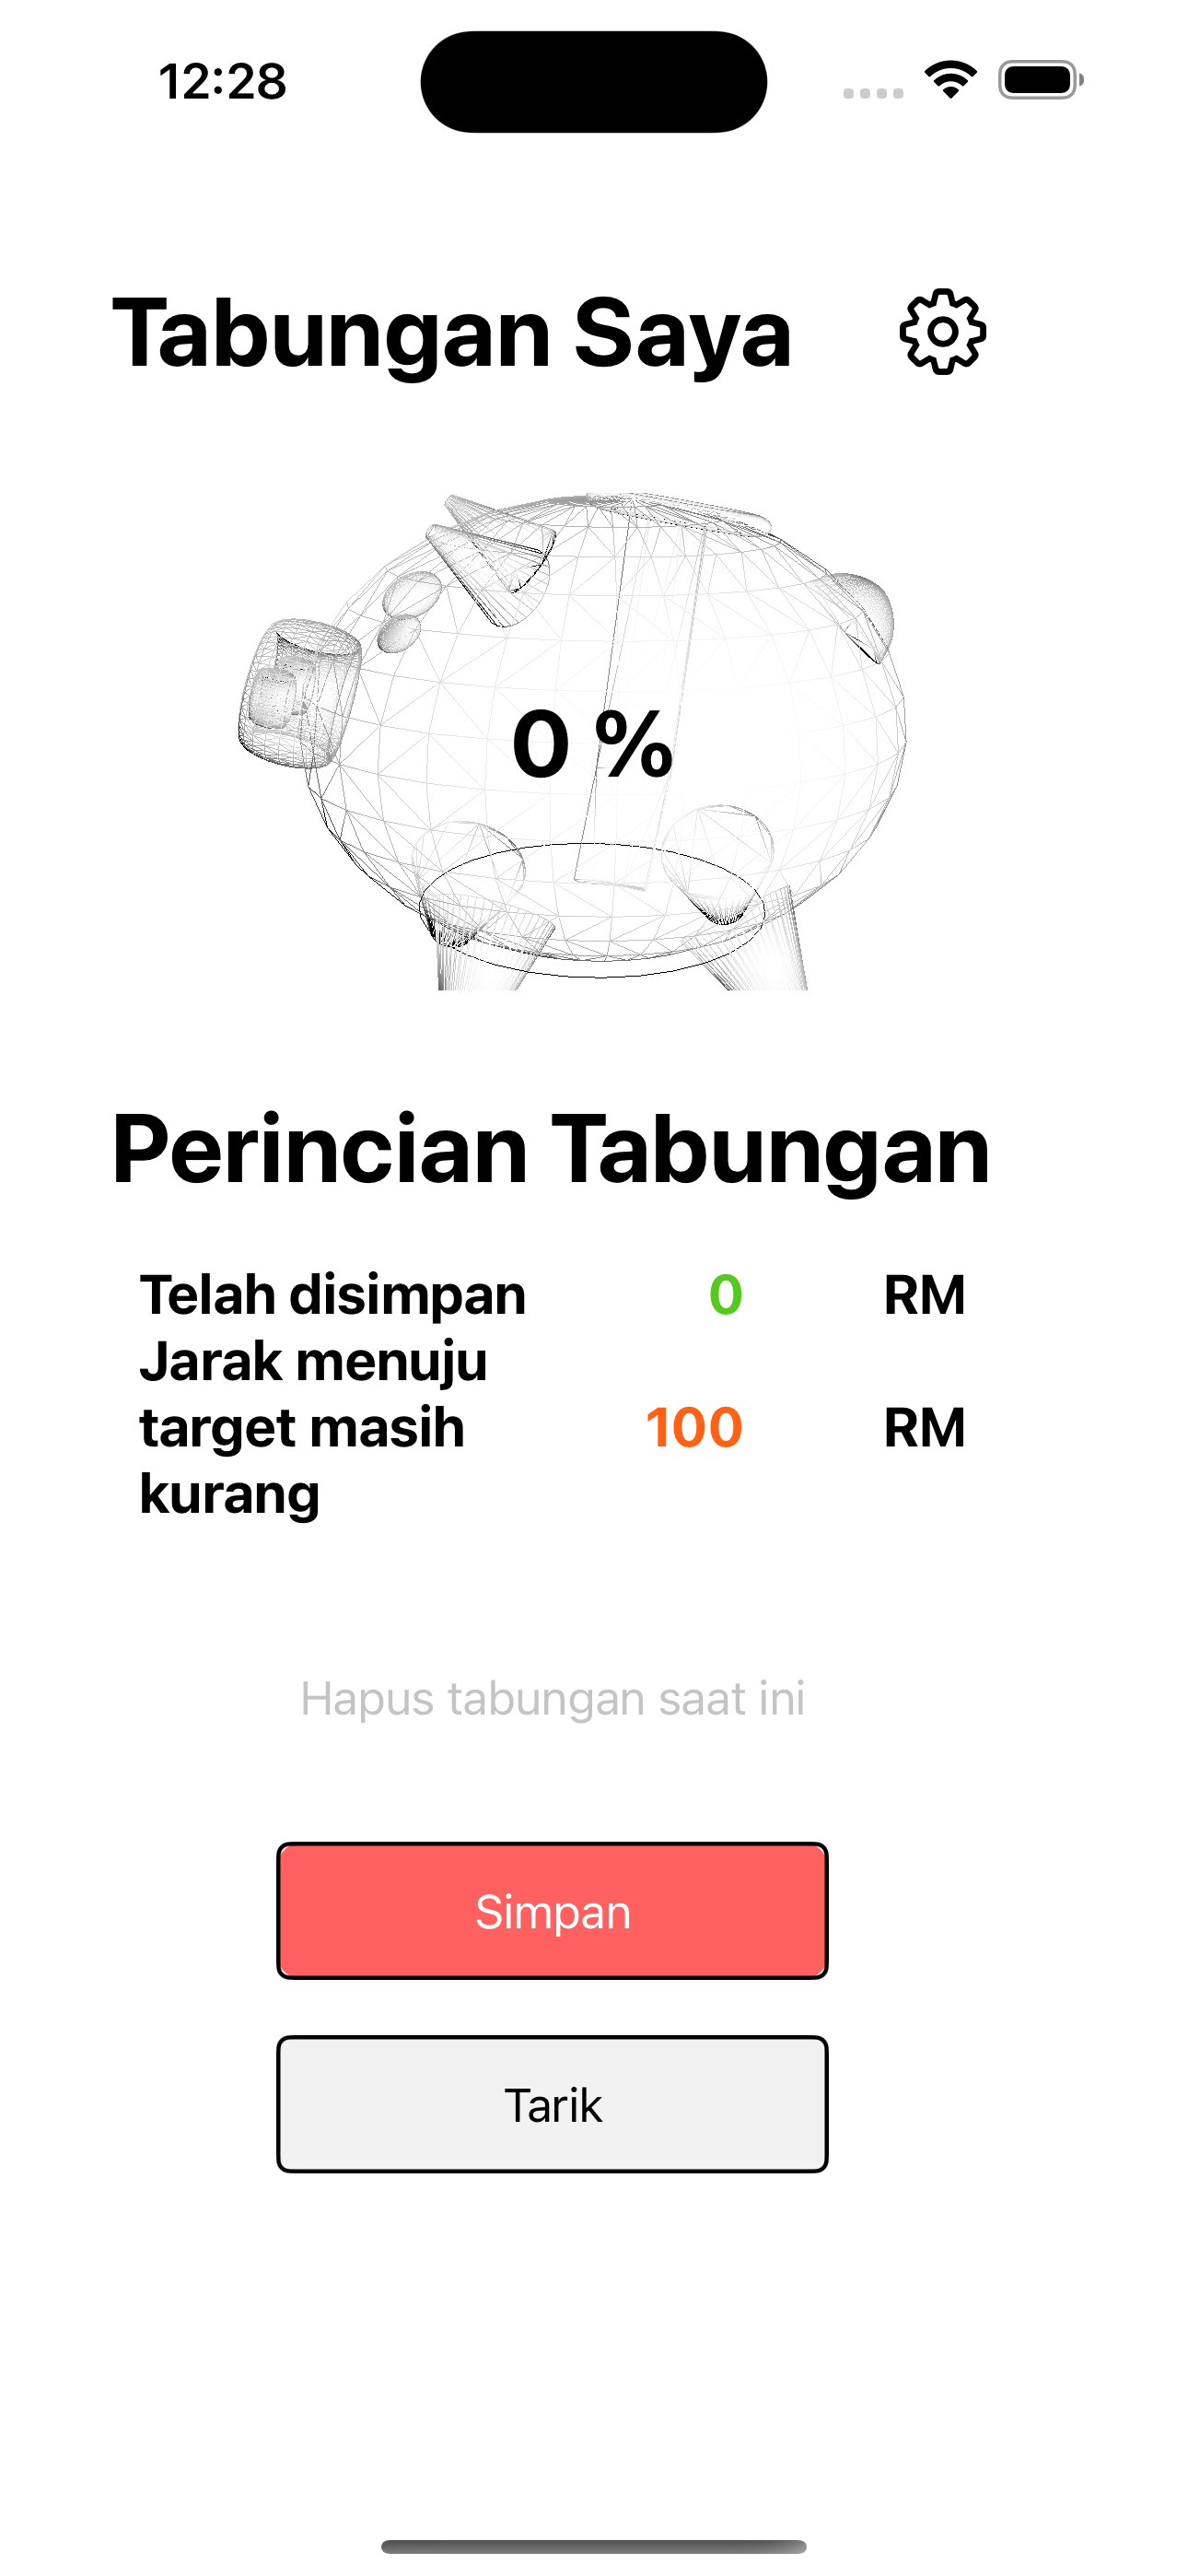 12:28
Tabungan Saya
0 %
Perincian Tabungan
Telah disimpan 0 RM
Jarak menuju
target masih 100 RM
kurang
Hapus tabungan saat ini
Simpan
Tarik